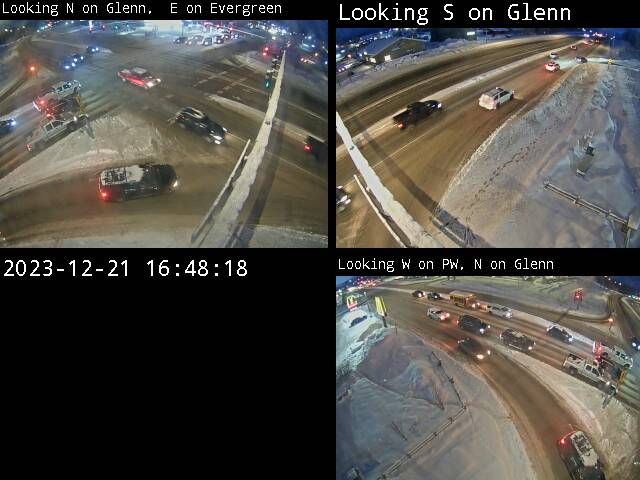 Looking N on Glenn, E on Evergreen
Looking S on Glenn
2023-12-21 16:48:18
Looking W on PW, N on Glenn